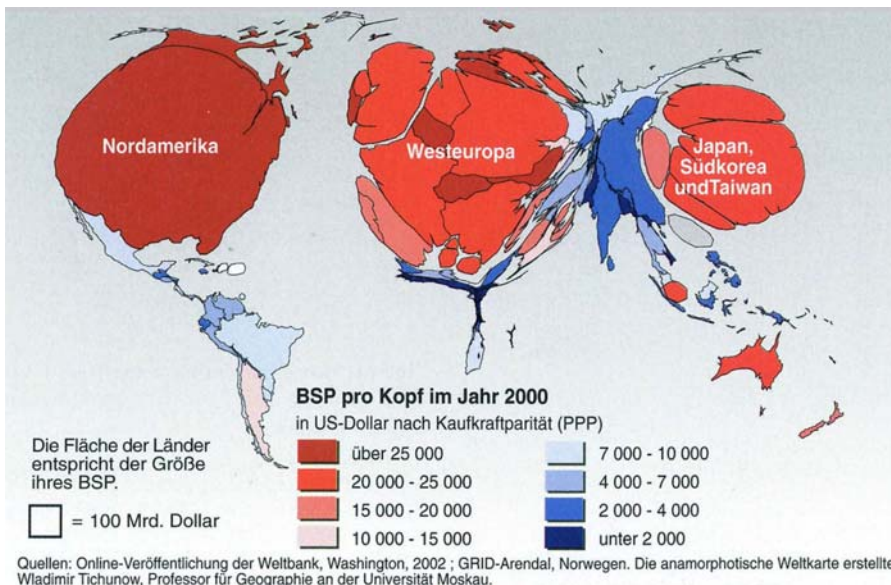 Nordamerika
Westeuropa
Japan,
Südkorea
undTaiwan
BSP pro Kopf im Jahr 2000
in US-Dollar nach Kaufkraftparität (PPP)
über 25 000
20 000 - 25 000
15 000 - 20 000
10 000 - 15 000
7 000 - 10 000
4 000 - 7 000
2 000 - 4 000
unter 2 000
Die Fläche der Länder
entspricht der Größe
ihres BSP.
= 100 Mrd. Dollar
Quellen: Online-Veröffentlichung der Weltbank, Washington, 2002 ; GRID-Arendal, Norwegen. Die anamorphotische Weltkarte erstellt
Wladimir Tichunow, Professor für Geographie an der Universität Moskau.